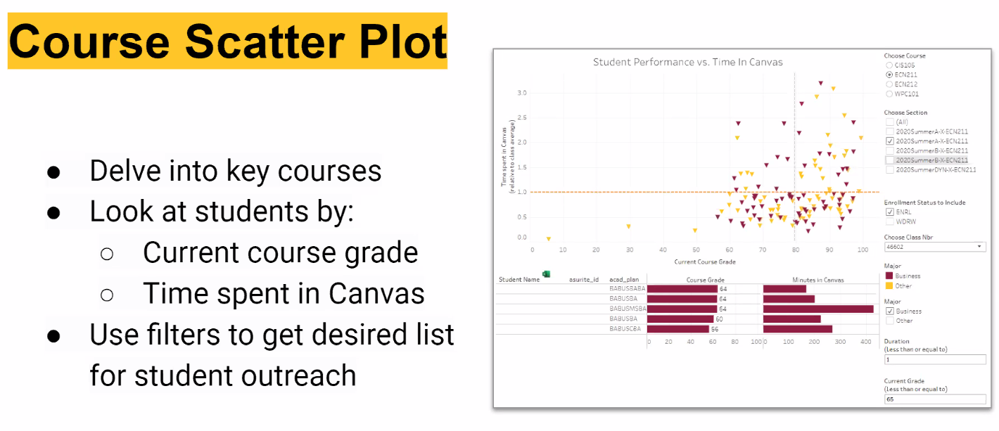 Course Scatter Plot
● Delve into key courses
● Look at students by:
○ Current course grade
○ Time spent in Canvas
● Use filters to get desired list
for student outreach
Student Performance vs. Time In Canvas
Time spent in Canvas
(relative to class average)
3.0
2.5
2.0
1.5
1.0
0.5
0.0
0 10 20 30 40 50 60 70 80 90 100
Current Course Grade
Student Name asurite_id acad_plan Course Grade Minutes in Canvas
BABUSBABA 64
BABUSBA 64
BABUSMSBA 64
BABUSBA 60
BABUSCBA 56
0 20 40 60 80 100 0 100 200 300 400
Choose Course
CIS105
ECN211
ECN212
WPC101
Choose Section
(All)
2020SummerA-X-ECN211
2020SummerA-X-ECN211
2020SummerB-X-ECN211
2020SummerB-X-ECN211
2020SummerDYN-X-ECN211
Enrollment Status to Include
ENRL
WDRW
Choose Class Nbr
46602
Major
Business
Other
Major
Business
Other
Duration
(Less than or equal to)
1
Current Grade
(Less than or equal to)
65